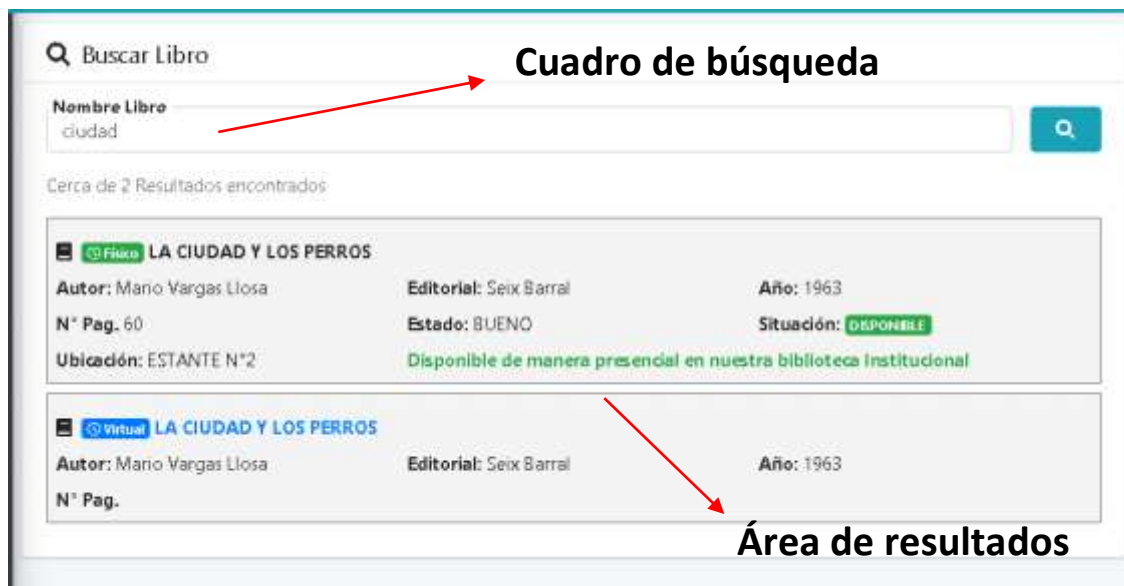 Buscar Libro
Cuadro de búsqueda
Nombre Libro
ciudad
Cerca de 2 Resultados encontrados
Físico LA CIUDAD Y LOS PERROS
Autor: Mario Vargas Llosa Editorial: Seix Barral Año: 1963
N° Pag. 60 Estado: BUENO Situación: DISPONIBLE
Ubicación: ESTANTE N°2 Disponible de manera presencial en nuestra biblioteca Institucional
Virtual LA CIUDAD Y LOS PERROS
Autor: Mario Vargas Llosa Editorial: Seix Barral Año: 1963
N° Pag.
Área de resultados